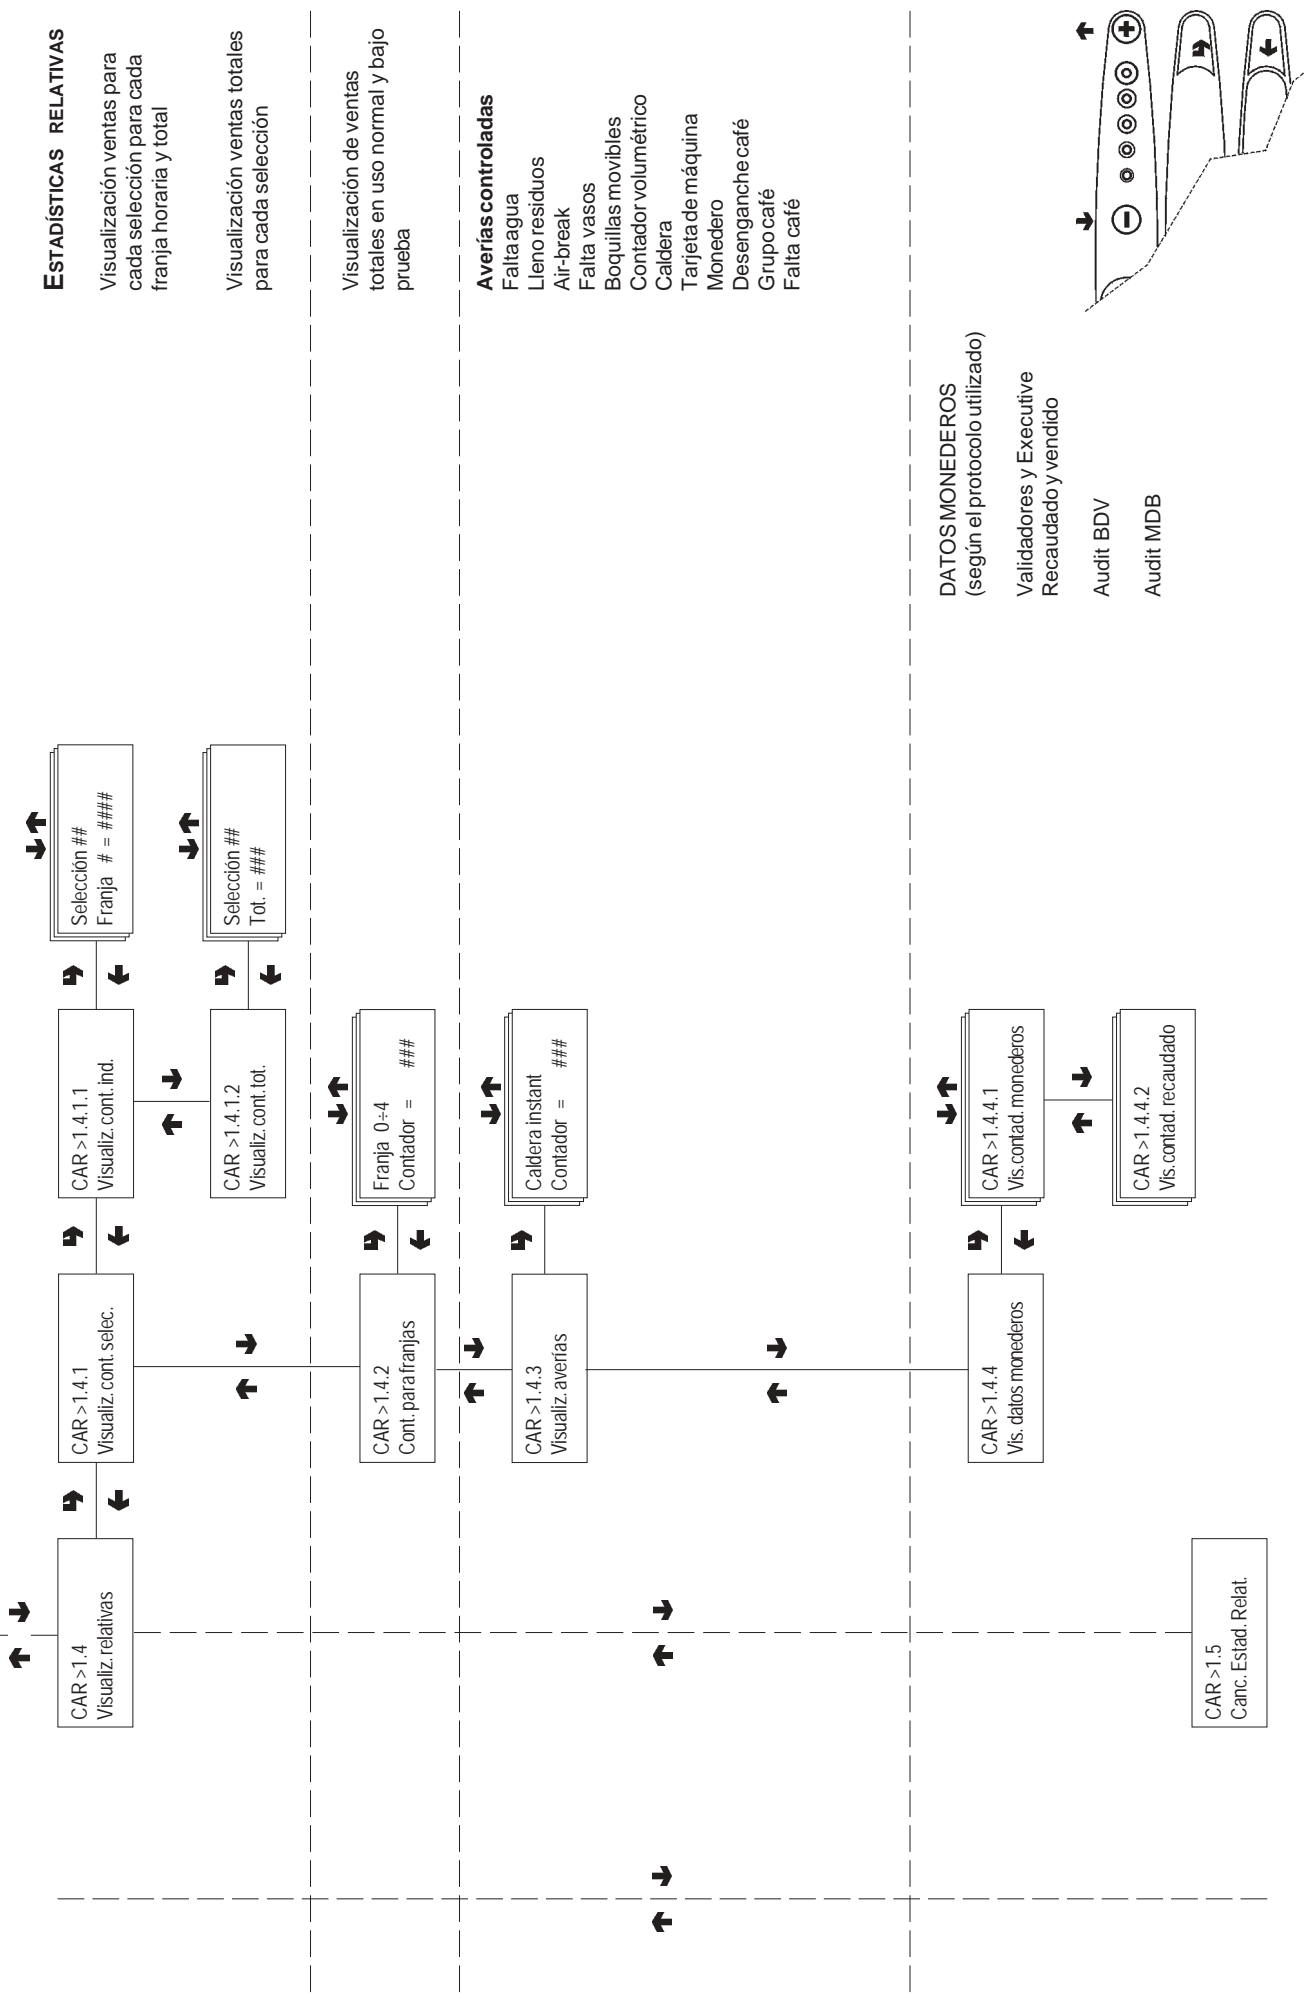 ESTADÍSTICAS RELATIVAS
Visualización ventas para
cada selección para cada
franja horaria y total
Visualización ventas totales
para cada selección
Visualización de ventas
totales en uso normal y bajo
prueba
Averías controladas
Falta agua
Lleno residuos
Air-break
Falta vasos
Boquillas movibles
Contador volumétrico
Caldera
Tarjeta de máquina
Monedero
Desenganche café
Grupo café
Falta café
DATOS MONEDEROS
(según el protocolo utilizado)
Validadores y Executive
Recaudado y vendido
Audit BDV
Audit MDB
CAR >1.4
Visualiz. relativas
CAR >1.4.1
Visualiz. cont. selec.
CAR >1.4.1.1
Visualiz. cont. ind.
Selección ##
Franja # = ####
CAR >1.4.1.2
Visualiz. cont. tot.
Selección ##
Tot. = ###
CAR >1.4.2
Cont. para franjas
Franja 0÷4
Contador = ###
CAR >1.4.3
Visualiz. averías
Caldera instant
Contador = ###
CAR >1.4.4
Vis. datos monederos
CAR >1.4.4.1
Vis. contad. monederos
CAR >1.4.4.2
Vis. contad. recaudado
CAR >1.5
Canc. Estad. Relat.